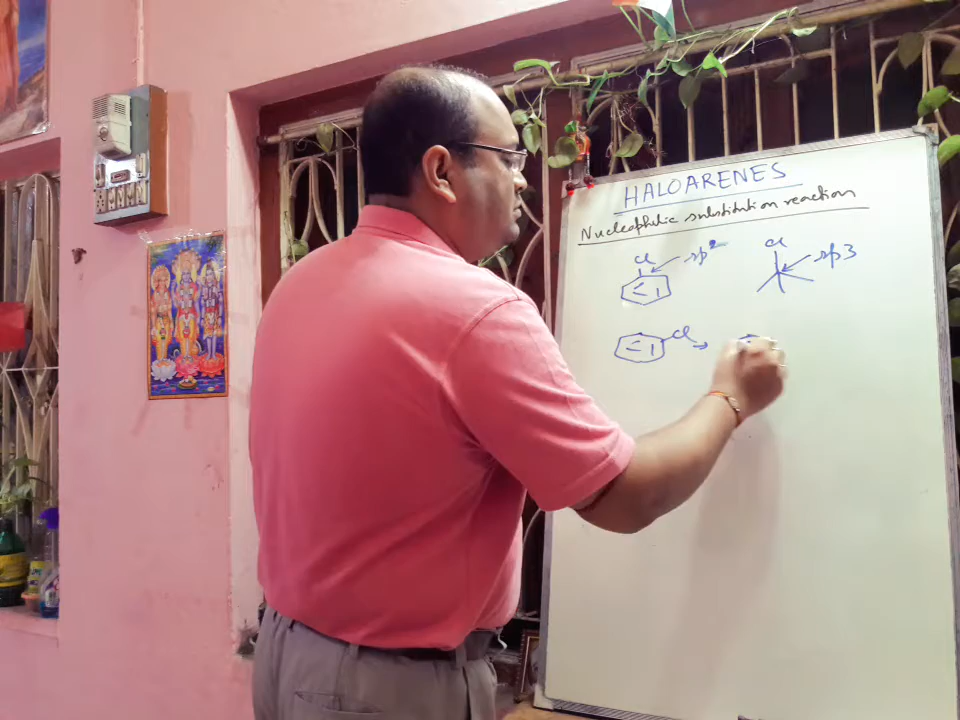 HALOARENES
Nucleophilic substitution reaction
Cl sp² Cl sp3
Cl